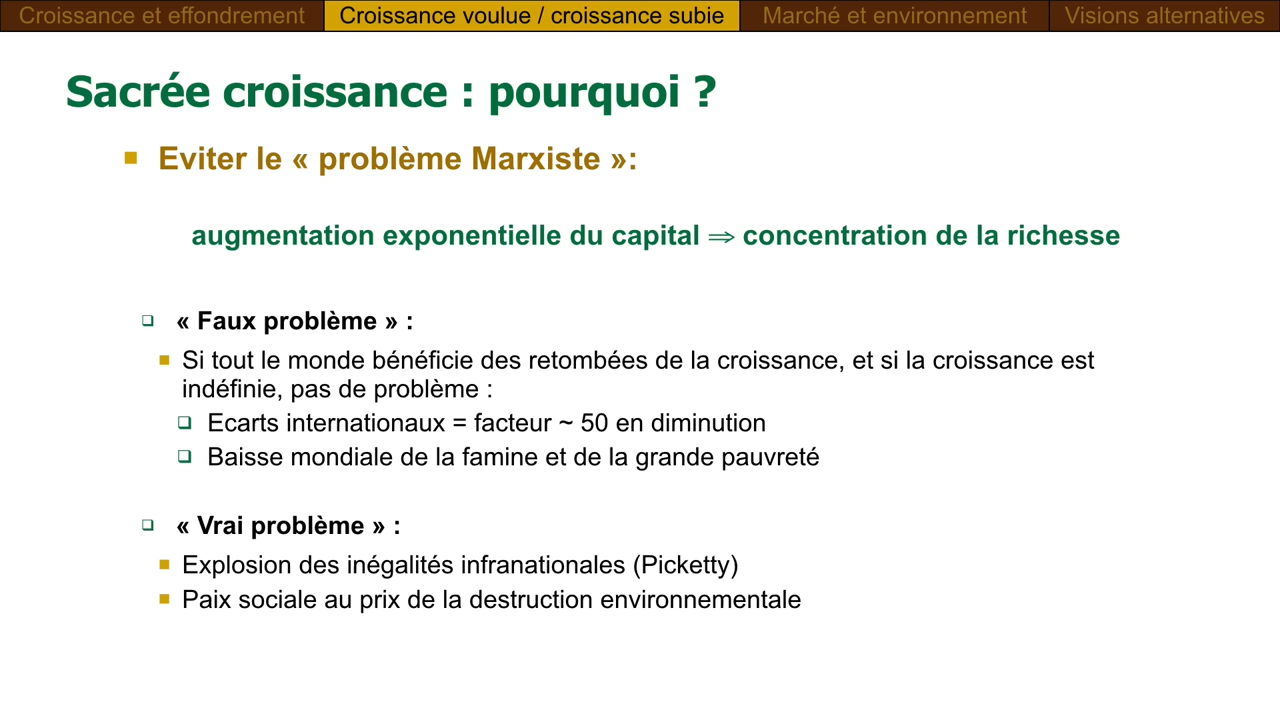 Croissance et effondrement Croissance voulue / croissance subie Marché et environnement Visions alternatives
Sacrée croissance : pourquoi ?
Eviter le « problème Marxiste »:
augmentation exponentielle du capital ⇒ concentration de la richesse
« Faux problème » :
Si tout le monde bénéficie des retombées de la croissance, et si la croissance est
indéfinie, pas de problème :
Ecarts internationaux = facteur ~ 50 en diminution
Baisse mondiale de la famine et de la grande pauvreté
« Vrai problème » :
Explosion des inégalités infranationales (Picketty)
Paix sociale au prix de la destruction environnementale